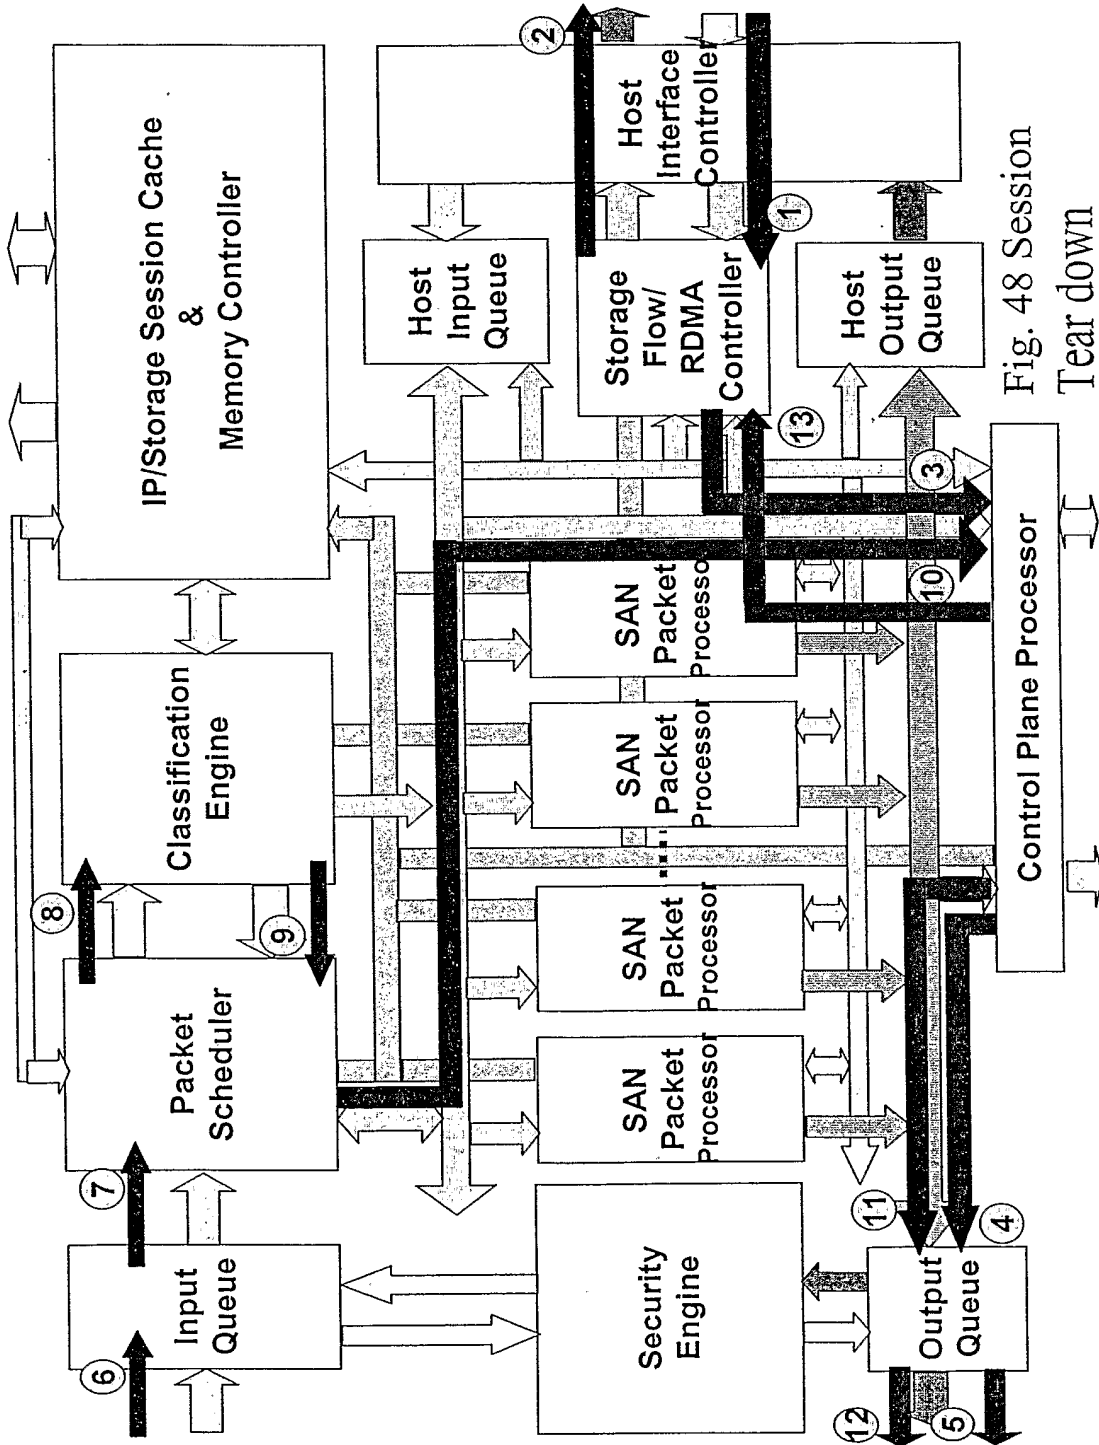 IP/Storage Session Cache
&
Memory Controller
Classification
Engine
Packet
Scheduler
Input
Queue
Host
Interface
Controller
Host
Input
Queue
Storage
Flow/
RDMA
Controller
Host
Output
Queue
SAN
Packet
Processor
SAN
Packet
Processor
SAN
Packet
Processor
SAN
Packet
Processor
Security
Engine
Output
Queue
Control Plane Processor
1
2
3
4
5
6
7
8
9
10
11
12
13
Fig. 48 Session
Tear down